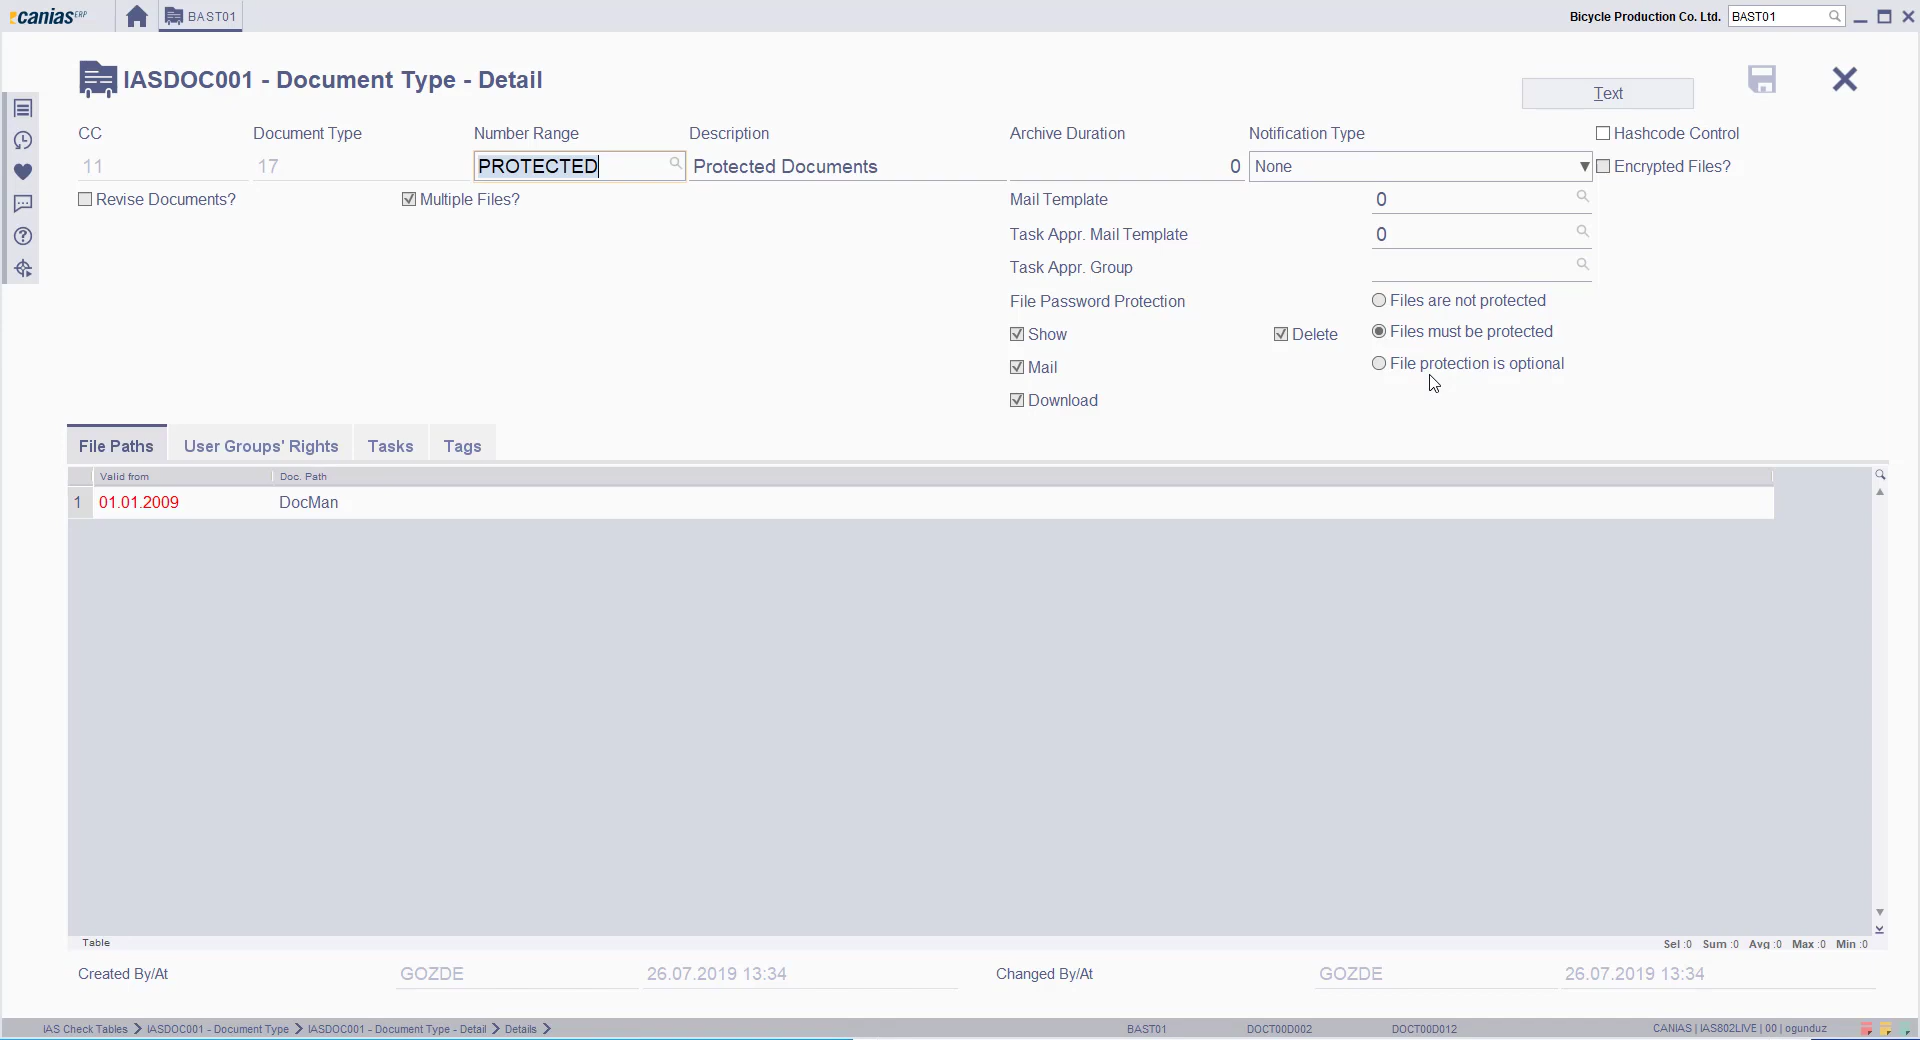 canias ERP
BAST01
Bicycle Production Co. Ltd.
BAST01
IASDOC001 - Document Type - Detail
Text
CC
Document Type
Number Range
Description
Archive Duration
Notification Type
Hashcode Control
11
17
PROTECTED
Protected Documents
0
None
Encrypted Files?
Revise Documents?
Multiple Files?
Mail Template
0
Task Appr. Mail Template
0
Task Appr. Group
File Password Protection
Files are not protected
Show
Delete
Files must be protected
Mail
File protection is optional
Download
File Paths
User Groups' Rights
Tasks
Tags
Valid from
Doc. Path
1
01.01.2009
DocMan
Table
Sel :0 Sum :0 Avg :0 Max :0 Min :0
Created By/At
GOZDE
26.07.2019 13:34
Changed By/At
GOZDE
26.07.2019 13:34
IAS Check Tables
IASDOC001 - Document Type
IASDOC001 - Document Type - Detail
Details
BAST01
DOCT00D002
DOCT00D012
CANIAS | IAS802LIVE | 00 | ogunduz